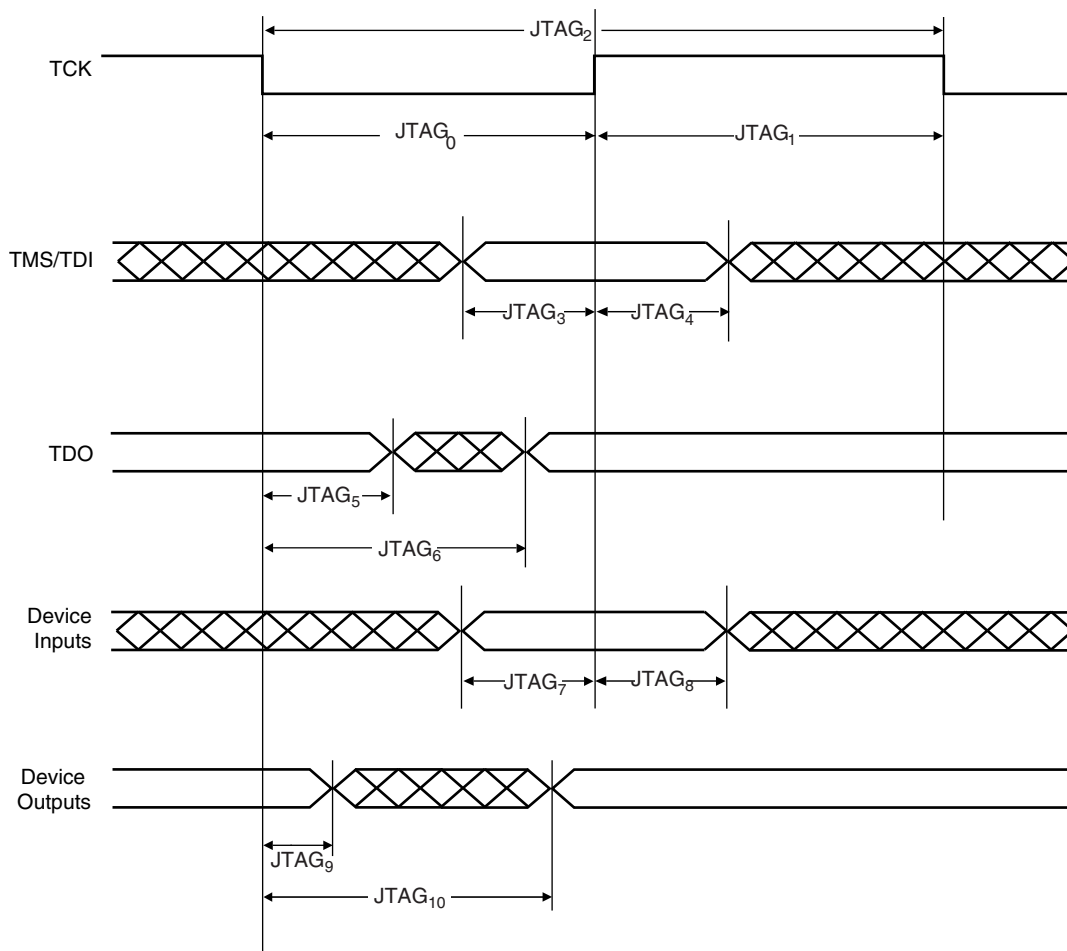 JTAG₂
TCK
JTAG₀
JTAG₁
TMS/TDI
JTAG₃
JTAG₄
TDO
JTAG₅
JTAG₆
Device
Inputs
JTAG₇
JTAG₈
Device
Outputs
JTAG₉
JTAG₁₀